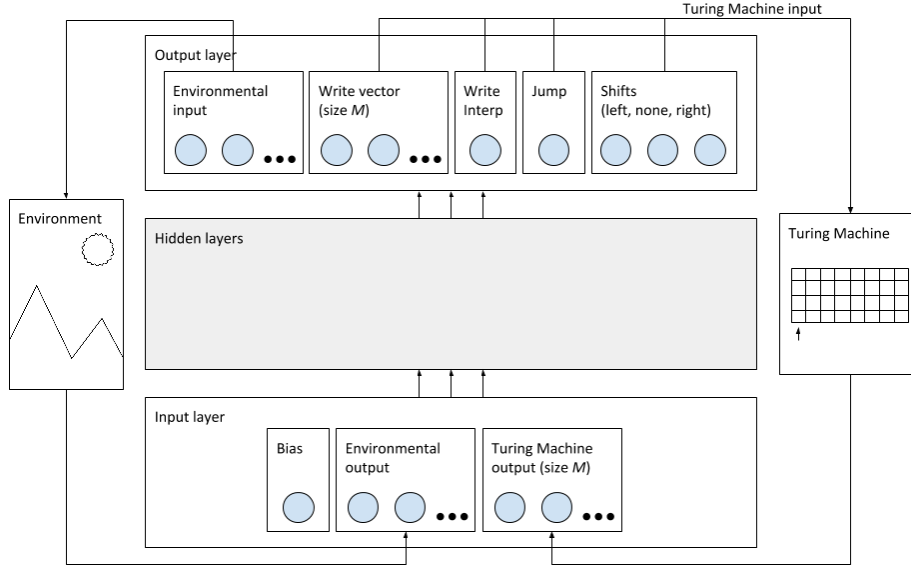 Turing Machine input
Output layer
Environmental
input
Write vector
(size M)
Write
Interp
Jump
Shifts
(left, none, right)
Environment
Hidden layers
Turing Machine
Input layer
Bias
Environmental
output
Turing Machine
output (size M)